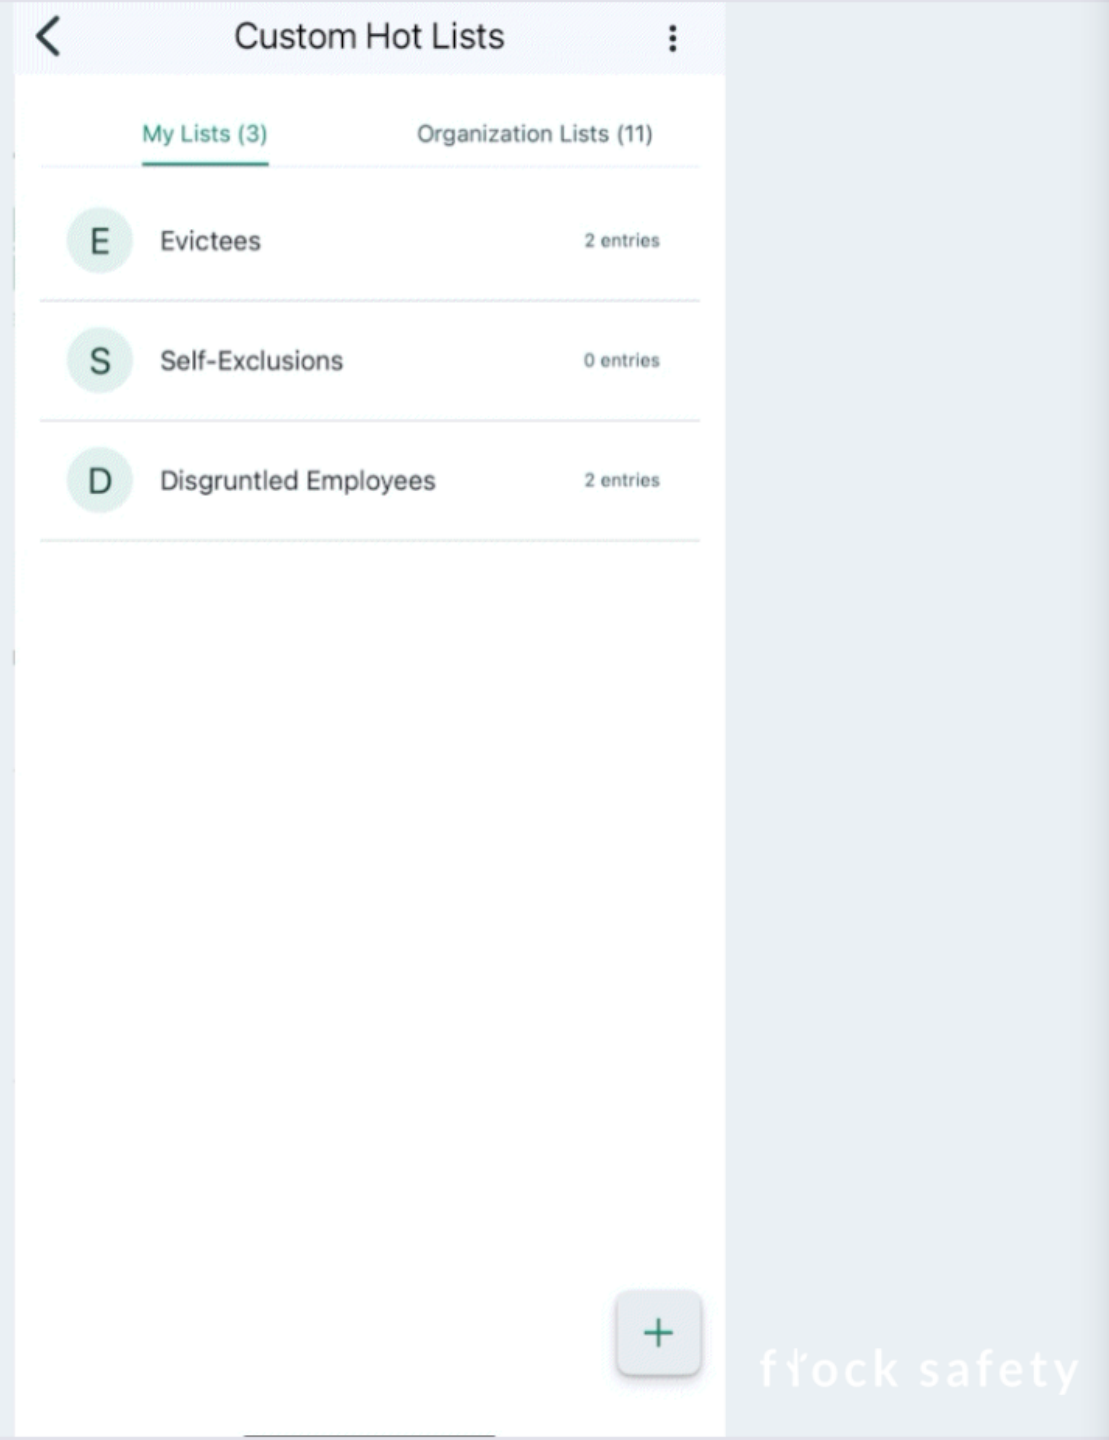 Custom Hot Lists
My Lists (3)
Organization Lists (11)
E
Evictees
2 entries
S
Self-Exclusions
0 entries
D
Disgruntled Employees
2 entries
+
flock safety